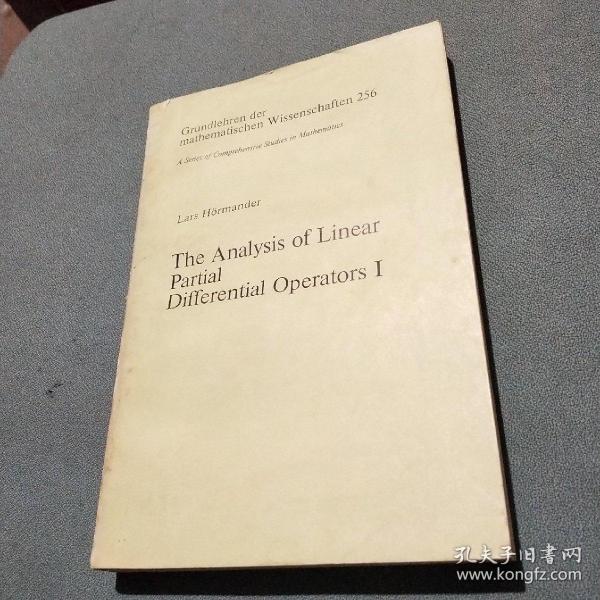 Grundlehren der
mathematischen Wissenschaften 256
A Series of Comprehensive Studies in Mathematics
Lars Hörmander
The Analysis of Linear
Partial
Differential Operators I
孔夫子旧书网
www.kongfz.com